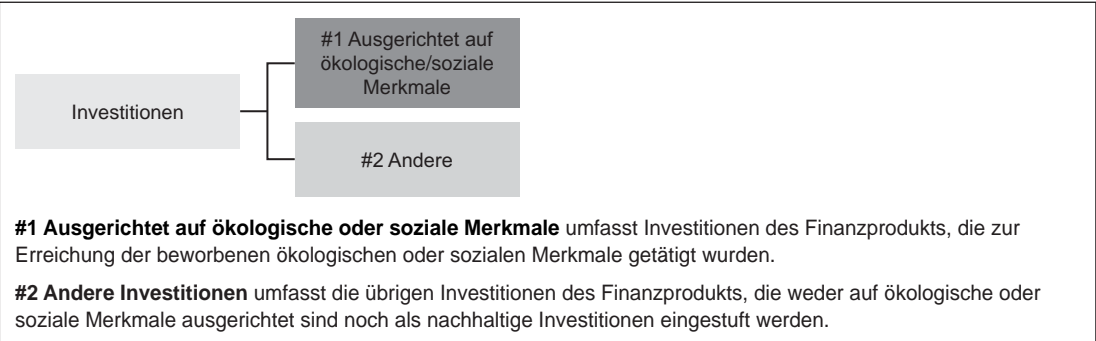 #1 Ausgerichtet auf
ökologische/soziale
Merkmale
Investitionen
#2 Andere
#1 Ausgerichtet auf ökologische oder soziale Merkmale umfasst Investitionen des Finanzprodukts, die zur
Erreichung der beworbenen ökologischen oder sozialen Merkmale getätigt wurden.
#2 Andere Investitionen umfasst die übrigen Investitionen des Finanzprodukts, die weder auf ökologische oder
soziale Merkmale ausgerichtet sind noch als nachhaltige Investitionen eingestuft werden.